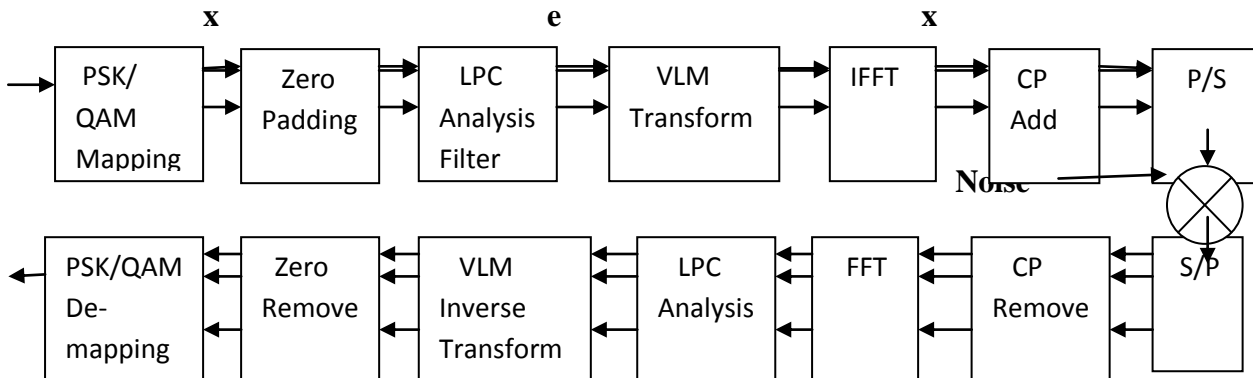 x e x
PSK/
QAM
Mapping
Zero
Padding
LPC
Analysis
Filter
VLM
Transform
IFFT
CP
Add
P/S
Noise
PSK/QAM
De-
mapping
Zero
Remove
VLM
Inverse
Transform
LPC
Analysis
FFT
CP
Remove
S/P